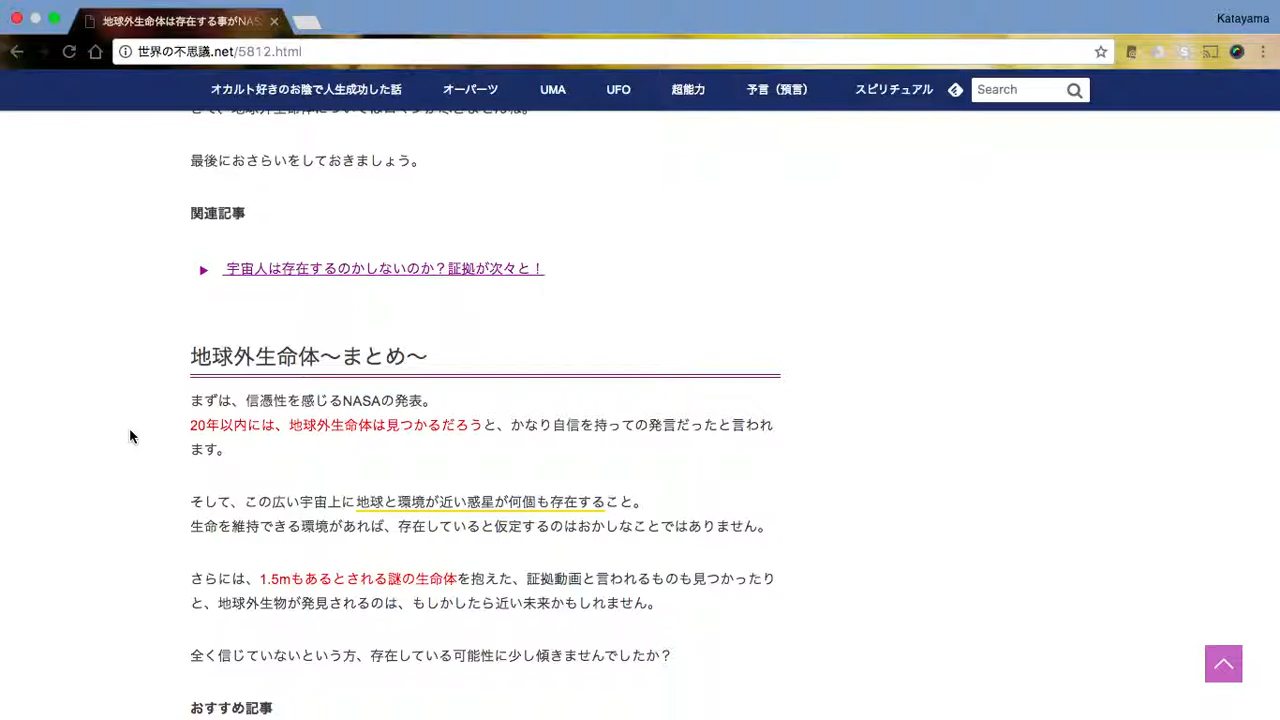 地球外生命体は存在する事がNAS
Katayama
世界の不思議.net/5812.html
オカルト好きのお陰で人生成功した話 オーパーツ UMA UFO 超能力 予言（預言） スピリチュアル Search
最後におさらいをしておきましょう。
関連記事
宇宙人は存在するのかしないのか？証拠が次々と！
地球外生命体〜まとめ〜
まずは、信憑性を感じるNASAの発表。
20年以内には、地球外生命体は見つかるだろうと、かなり自信を持っての発言だったと言われ
ます。
そして、この広い宇宙上に地球と環境が近い惑星が何個も存在すること。
生命を維持できる環境があれば、存在していると仮定するのはおかしなことではありません。
さらには、1.5mもあるとされる謎の生命体を抱えた、証拠動画と言われるものも見つかったり
と、地球外生物が発見されるのは、もしかしたら近い未来かもしれません。
全く信じていないという方、存在している可能性に少し傾きませんでしたか？
おすすめ記事